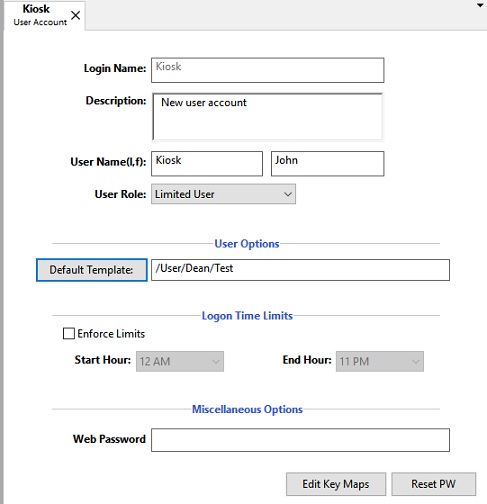 Kiosk
User Account
Login Name: Kiosk
Description: New user account
User Name(l,f): Kiosk John
User Role: Limited User
User Options
Default Template: /User/Dean/Test
Logon Time Limits
Enforce Limits
Start Hour: 12 AM End Hour: 11 PM
Miscellaneous Options
Web Password
Edit Key Maps Reset PW